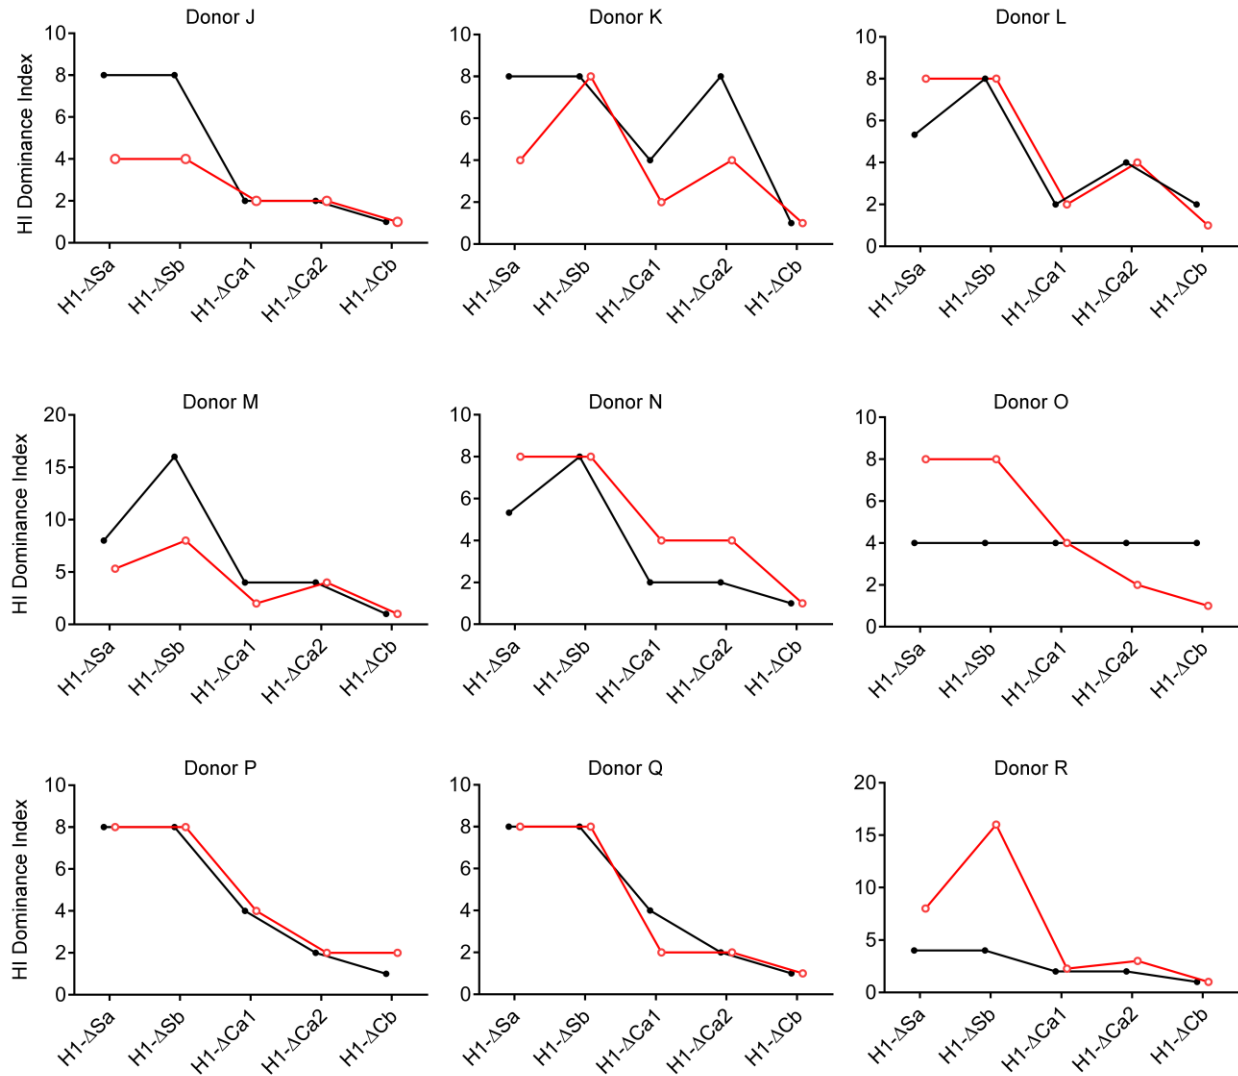 Donor J
HI Dominance Index
10
8
6
4
2
0
H1-ΔSa
H1-ΔSb
H1-ΔCa1
H1-ΔCa2
H1-ΔCb
Donor K
10
8
6
4
2
0
H1-ΔSa
H1-ΔSb
H1-ΔCa1
H1-ΔCa2
H1-ΔCb
Donor L
10
8
6
4
2
0
H1-ΔSa
H1-ΔSb
H1-ΔCa1
H1-ΔCa2
H1-ΔCb
Donor M
HI Dominance Index
20
15
10
5
0
H1-ΔSa
H1-ΔSb
H1-ΔCa1
H1-ΔCa2
H1-ΔCb
Donor N
10
8
6
4
2
0
H1-ΔSa
H1-ΔSb
H1-ΔCa1
H1-ΔCa2
H1-ΔCb
Donor O
10
8
6
4
2
0
H1-ΔSa
H1-ΔSb
H1-ΔCa1
H1-ΔCa2
H1-ΔCb
Donor P
HI Dominance Index
10
8
6
4
2
0
H1-ΔSa
H1-ΔSb
H1-ΔCa1
H1-ΔCa2
H1-ΔCb
Donor Q
10
8
6
4
2
0
H1-ΔSa
H1-ΔSb
H1-ΔCa1
H1-ΔCa2
H1-ΔCb
Donor R
20
15
10
5
0
H1-ΔSa
H1-ΔSb
H1-ΔCa1
H1-ΔCa2
H1-ΔCb